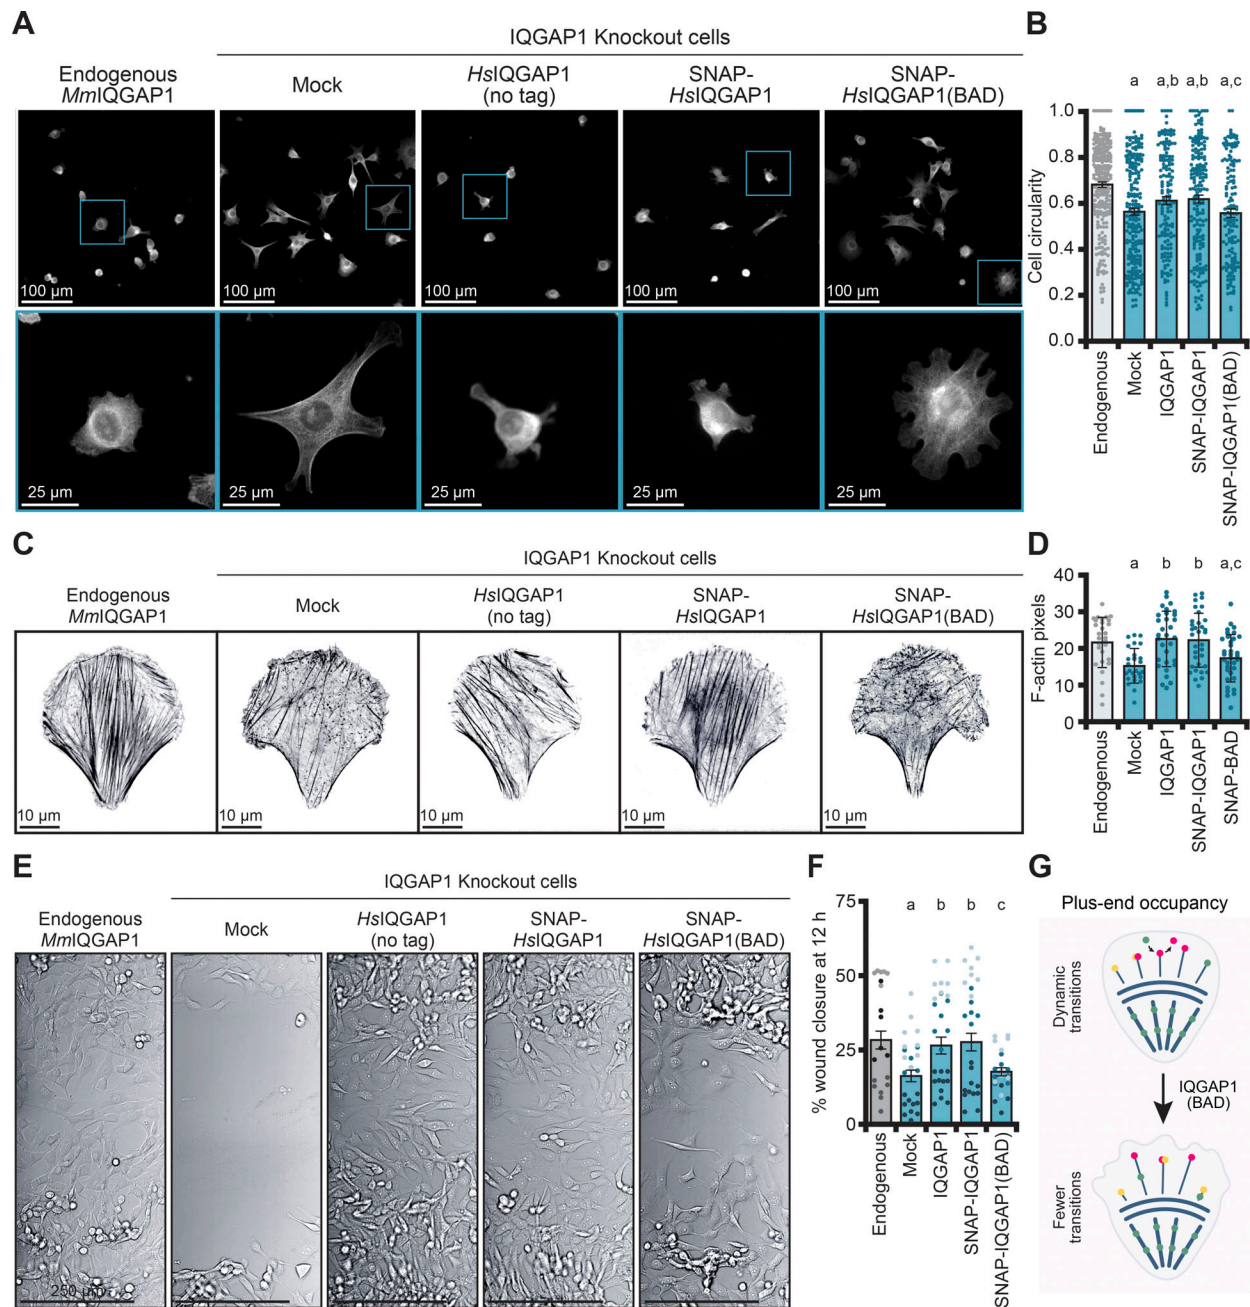 A
IQGAP1 Knockout cells
Endogenous
MmIQGAP1
Mock
HsIQGAP1
(no tag)
SNAP-
HsIQGAP1
SNAP-
HsIQGAP1(BAD)
100 µm
100 µm
100 µm
100 µm
100 µm
25 µm
25 µm
25 µm
25 µm
25 µm
B
a
a,b
a,b
a,c
Cell circularity
1.0
0.8
0.6
0.4
0.2
0.0
Endogenous
Mock
IQGAP1
SNAP-IQGAP1
SNAP-IQGAP1(BAD)
C
IQGAP1 Knockout cells
Endogenous
MmIQGAP1
Mock
HsIQGAP1
(no tag)
SNAP-
HsIQGAP1
SNAP-
HsIQGAP1(BAD)
10 µm
10 µm
10 µm
10 µm
10 µm
D
a
b
b
a,c
F-actin pixels
40
30
20
10
0
Endogenous
Mock
IQGAP1
SNAP-IQGAP1
SNAP-BAD
E
IQGAP1 Knockout cells
Endogenous
MmIQGAP1
Mock
HsIQGAP1
(no tag)
SNAP-
HsIQGAP1
SNAP-
HsIQGAP1(BAD)
250 µm
F
a
b
b
c
% wound closure at 12 h
75
50
25
0
Endogenous
Mock
IQGAP1
SNAP-IQGAP1
SNAP-IQGAP1(BAD)
G
Plus-end occupancy
Dynamic
transitions
IQGAP1
(BAD)
Fewer
transitions